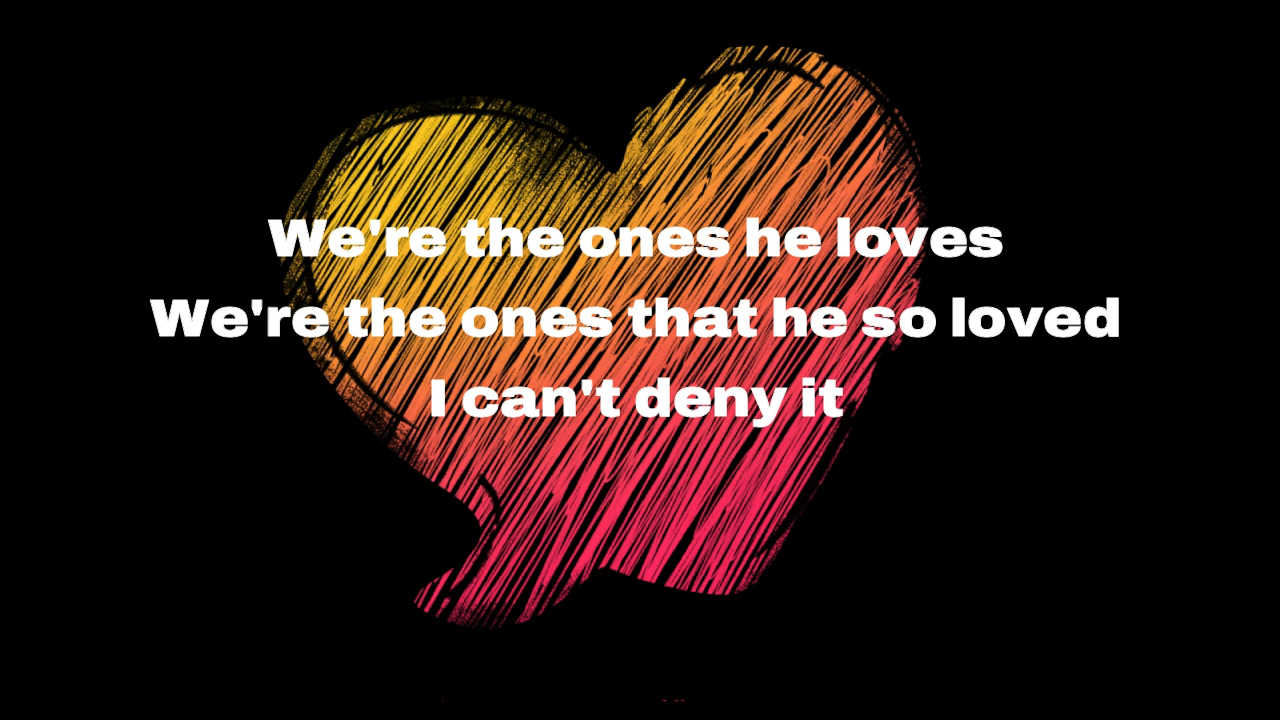 We're the ones he loves
We're the ones that he so loved
I can't deny it